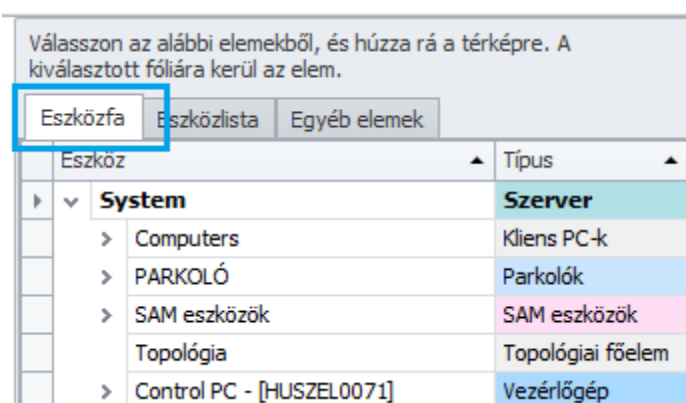 Válasszon az alábbi elemekből, és húzza rá a térképre. A
kiválasztott fóliára kerül az elem.
Eszközfa Eszközlista Egyéb elemek
Eszköz Típus
System Szerver
Computers Kliens PC-k
PARKOLÓ Parkolók
SAM eszközök SAM eszközök
Topológia Topológiai főelem
Control PC - [HUSZEL0071] Vezérlőgép